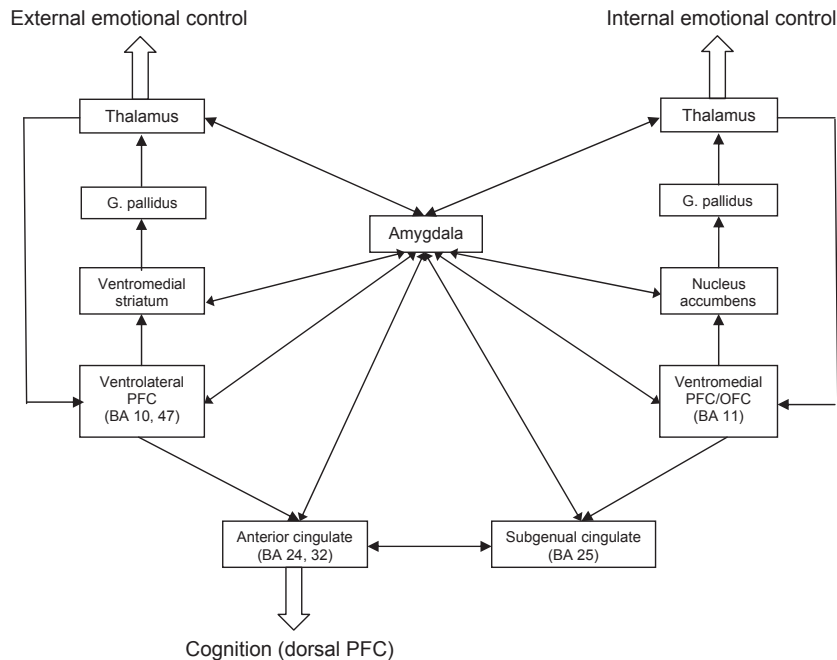 External emotional control
Internal emotional control
Thalamus
Thalamus
G. pallidus
G. pallidus
Amygdala
Ventromedial
striatum
Nucleus
accumbens
Ventrolateral
PFC
(BA 10, 47)
Ventromedial
PFC/OFC
(BA 11)
Anterior cingulate
(BA 24, 32)
Subgenual cingulate
(BA 25)
Cognition (dorsal PFC)